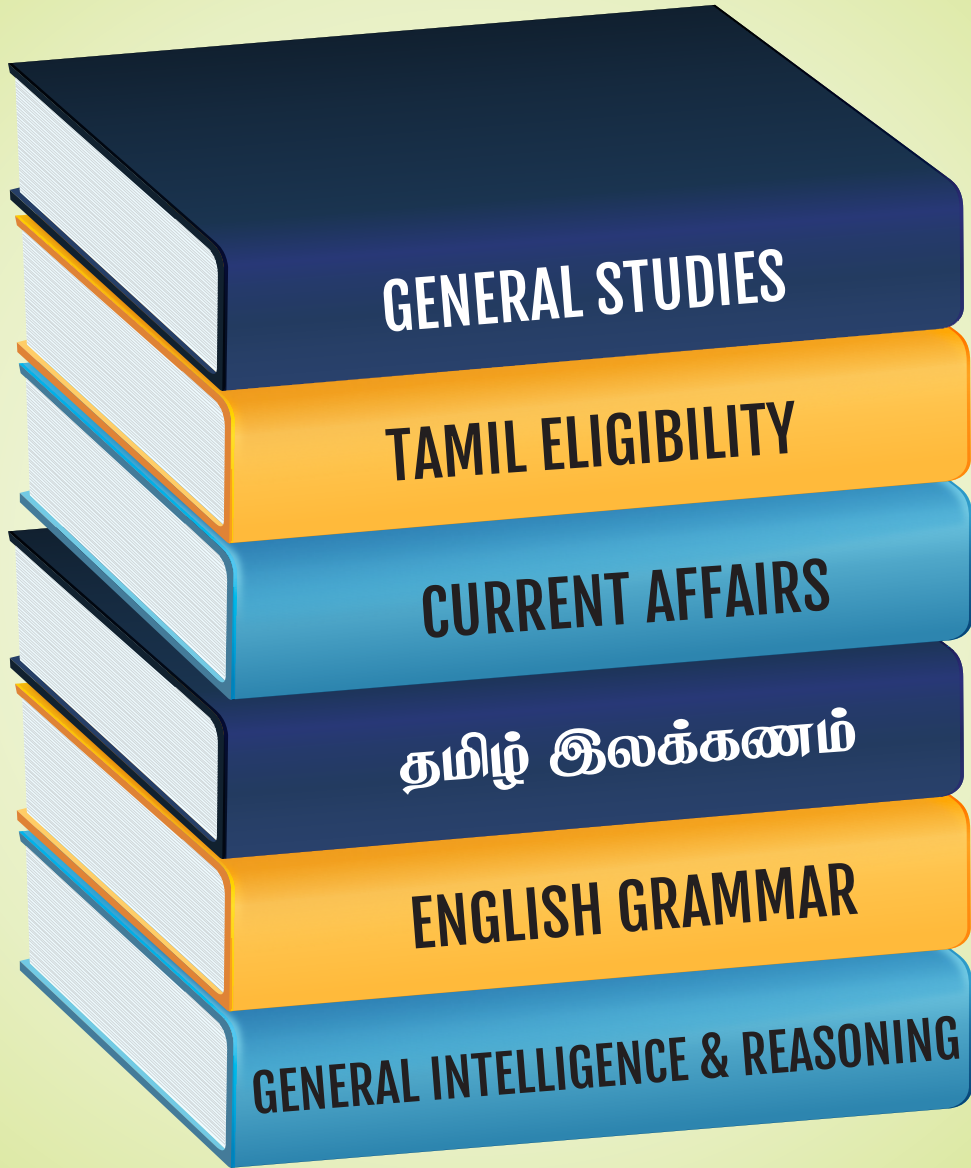 GENERAL STUDIES
TAMIL ELIGIBILITY
CURRENT AFFAIRS
தமிழ் இலக்கணம்
ENGLISH GRAMMAR
GENERAL INTELLIGENCE & REASONING